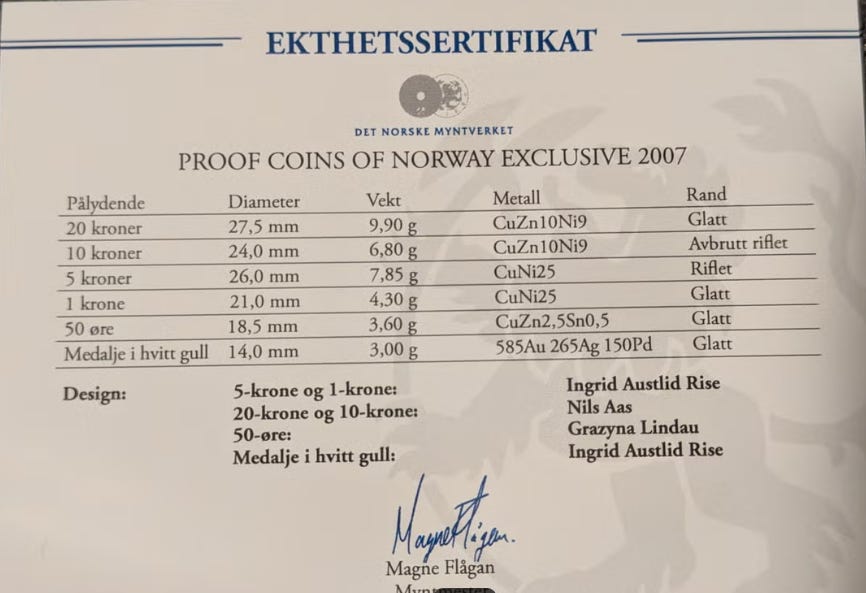 EKTHETSSERTIFIKAT
DET NORSKE MYNTVERKET
PROOF COINS OF NORWAY EXCLUSIVE 2007
Pålydende Diameter Vekt Metall Rand
20 kroner 27,5 mm 9,90 g CuZn10Ni9 Glatt
10 kroner 24,0 mm 6,80 g CuZn10Ni9 Avbrutt riflet
5 kroner 26,0 mm 7,85 g CuNi25 Riflet
1 krone 21,0 mm 4,30 g CuNi25 Glatt
50 øre 18,5 mm 3,60 g CuZn2,5Sn0,5 Glatt
Medalje i hvitt gull 14,0 mm 3,00 g 585Au 265Ag 150Pd Glatt
Design: 5-krone og 1-krone: Ingrid Austlid Rise
20-krone og 10-krone: Nils Aas
50-øre: Grazyna Lindau
Medalje i hvitt gull: Ingrid Austlid Rise
Magne Flågan
Magne Flågan